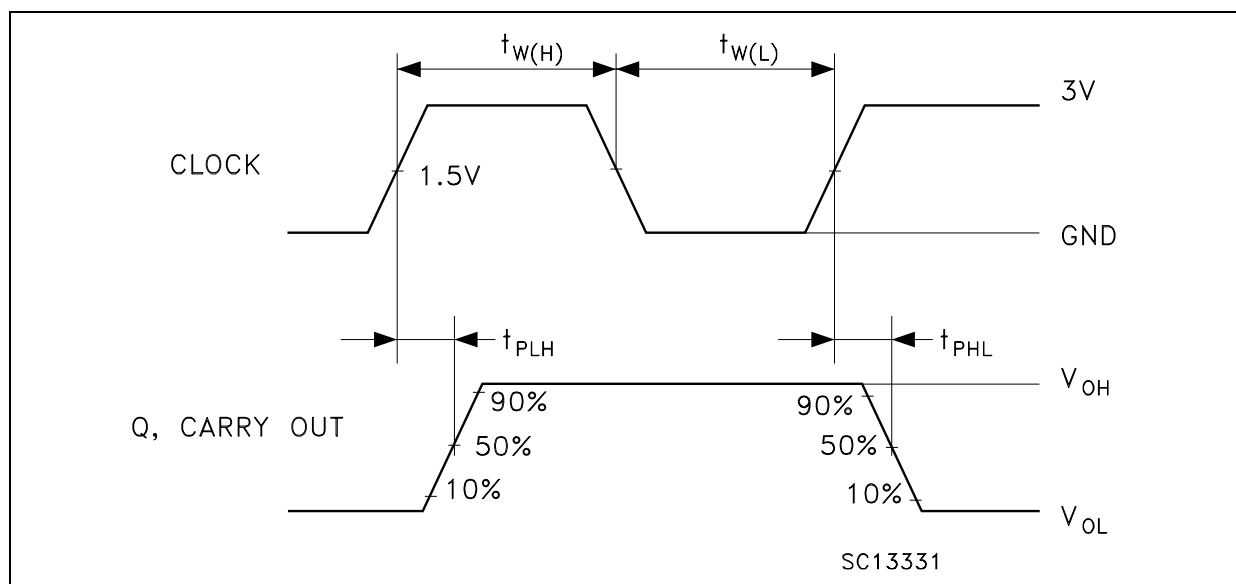 tW(H)
tW(L)
3V
CLOCK
1.5V
GND
tPLH
tPHL
VOH
90%
90%
Q, CARRY OUT
50%
50%
10%
10%
VOL
SC13331